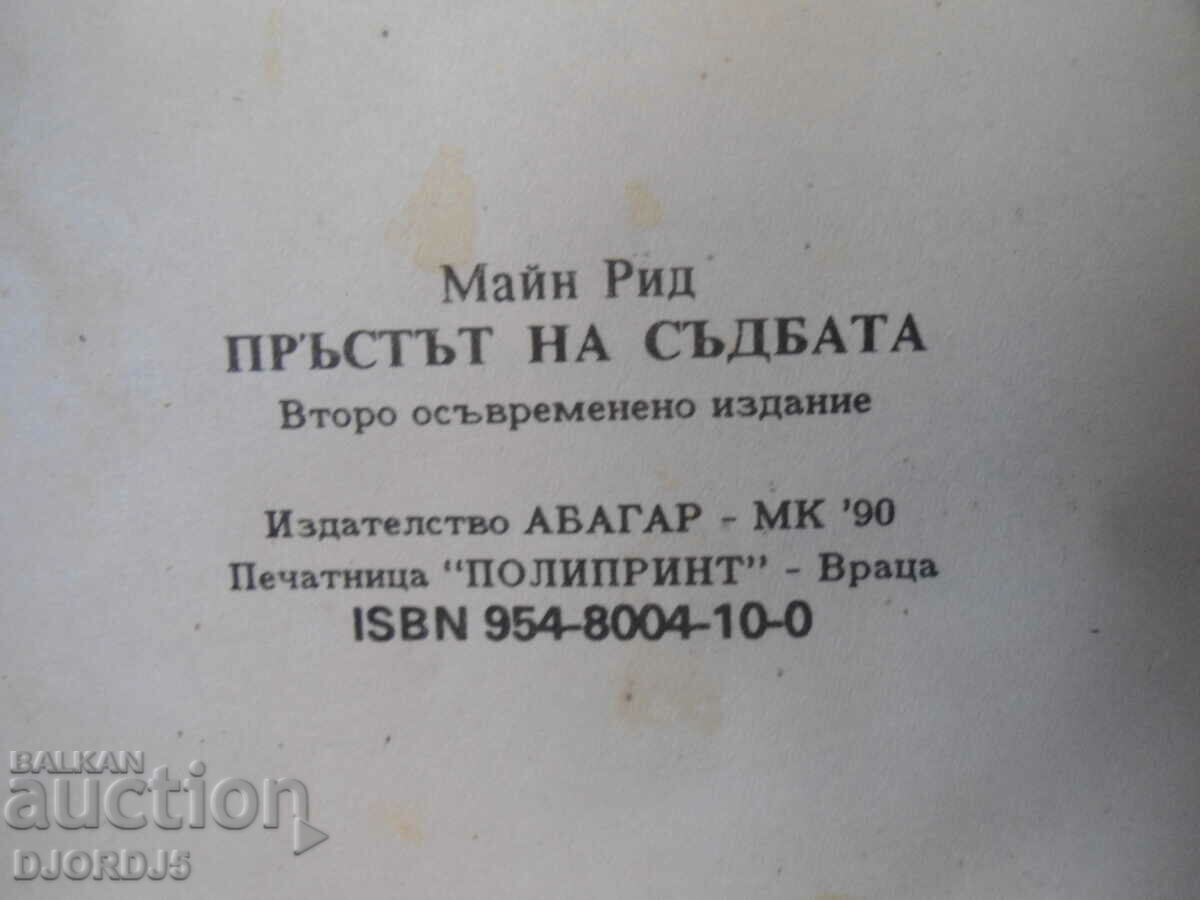 Майн Рид
ПРЪСТЪТ НА СЪДБАТА
Второ осъвременено издание
Издателство АБАГАР - МК '90
Печатница "ПОЛИПРИНТ" - Враца
ISBN 954-8004-10-0
BALKAN
auction
DJORDJ5